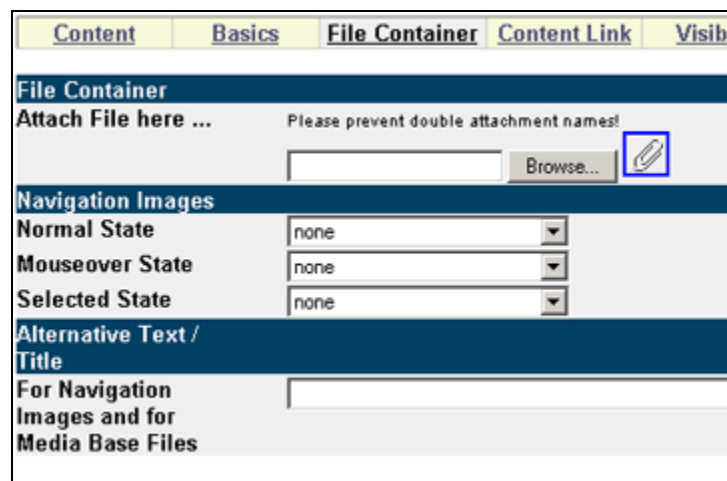 Content Basics File Container Content Link Visib
File Container
Attach File here ... Please prevent double attachment names!
Browse...
Navigation Images
Normal State none
Mouseover State none
Selected State none
Alternative Text /
Title
For Navigation
Images and for
Media Base Files